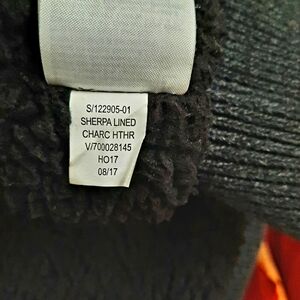 S/122905-01
SHERPA LINED
CHARC HTHR
V/700028145
HO17
08/17